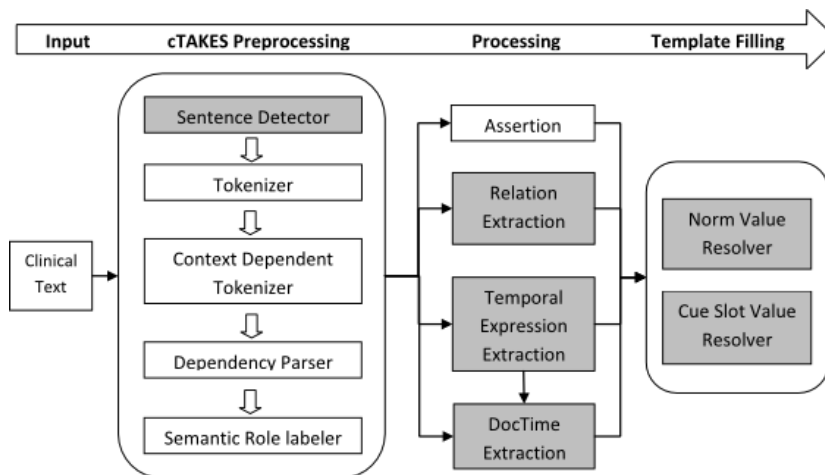 Input cTAKES Preprocessing Processing Template Filling
Clinical
Text
Sentence Detector
Tokenizer
Context Dependent
Tokenizer
Dependency Parser
Semantic Role labeler
Assertion
Relation
Extraction
Temporal
Expression
Extraction
DocTime
Extraction
Norm Value
Resolver
Cue Slot Value
Resolver